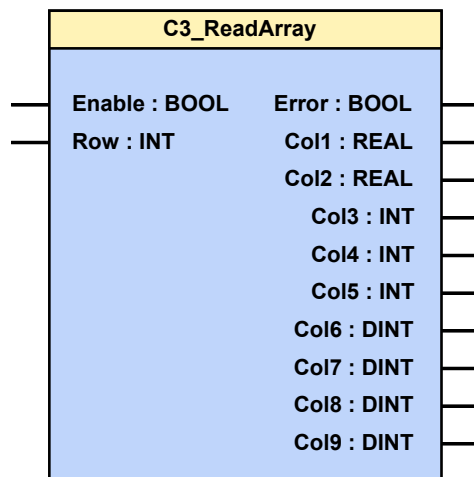 C3_ReadArray
Enable : BOOL Error : BOOL
Row : INT Col1 : REAL
Col2 : REAL
Col3 : INT
Col4 : INT
Col5 : INT
Col6 : DINT
Col7 : DINT
Col8 : DINT
Col9 : DINT